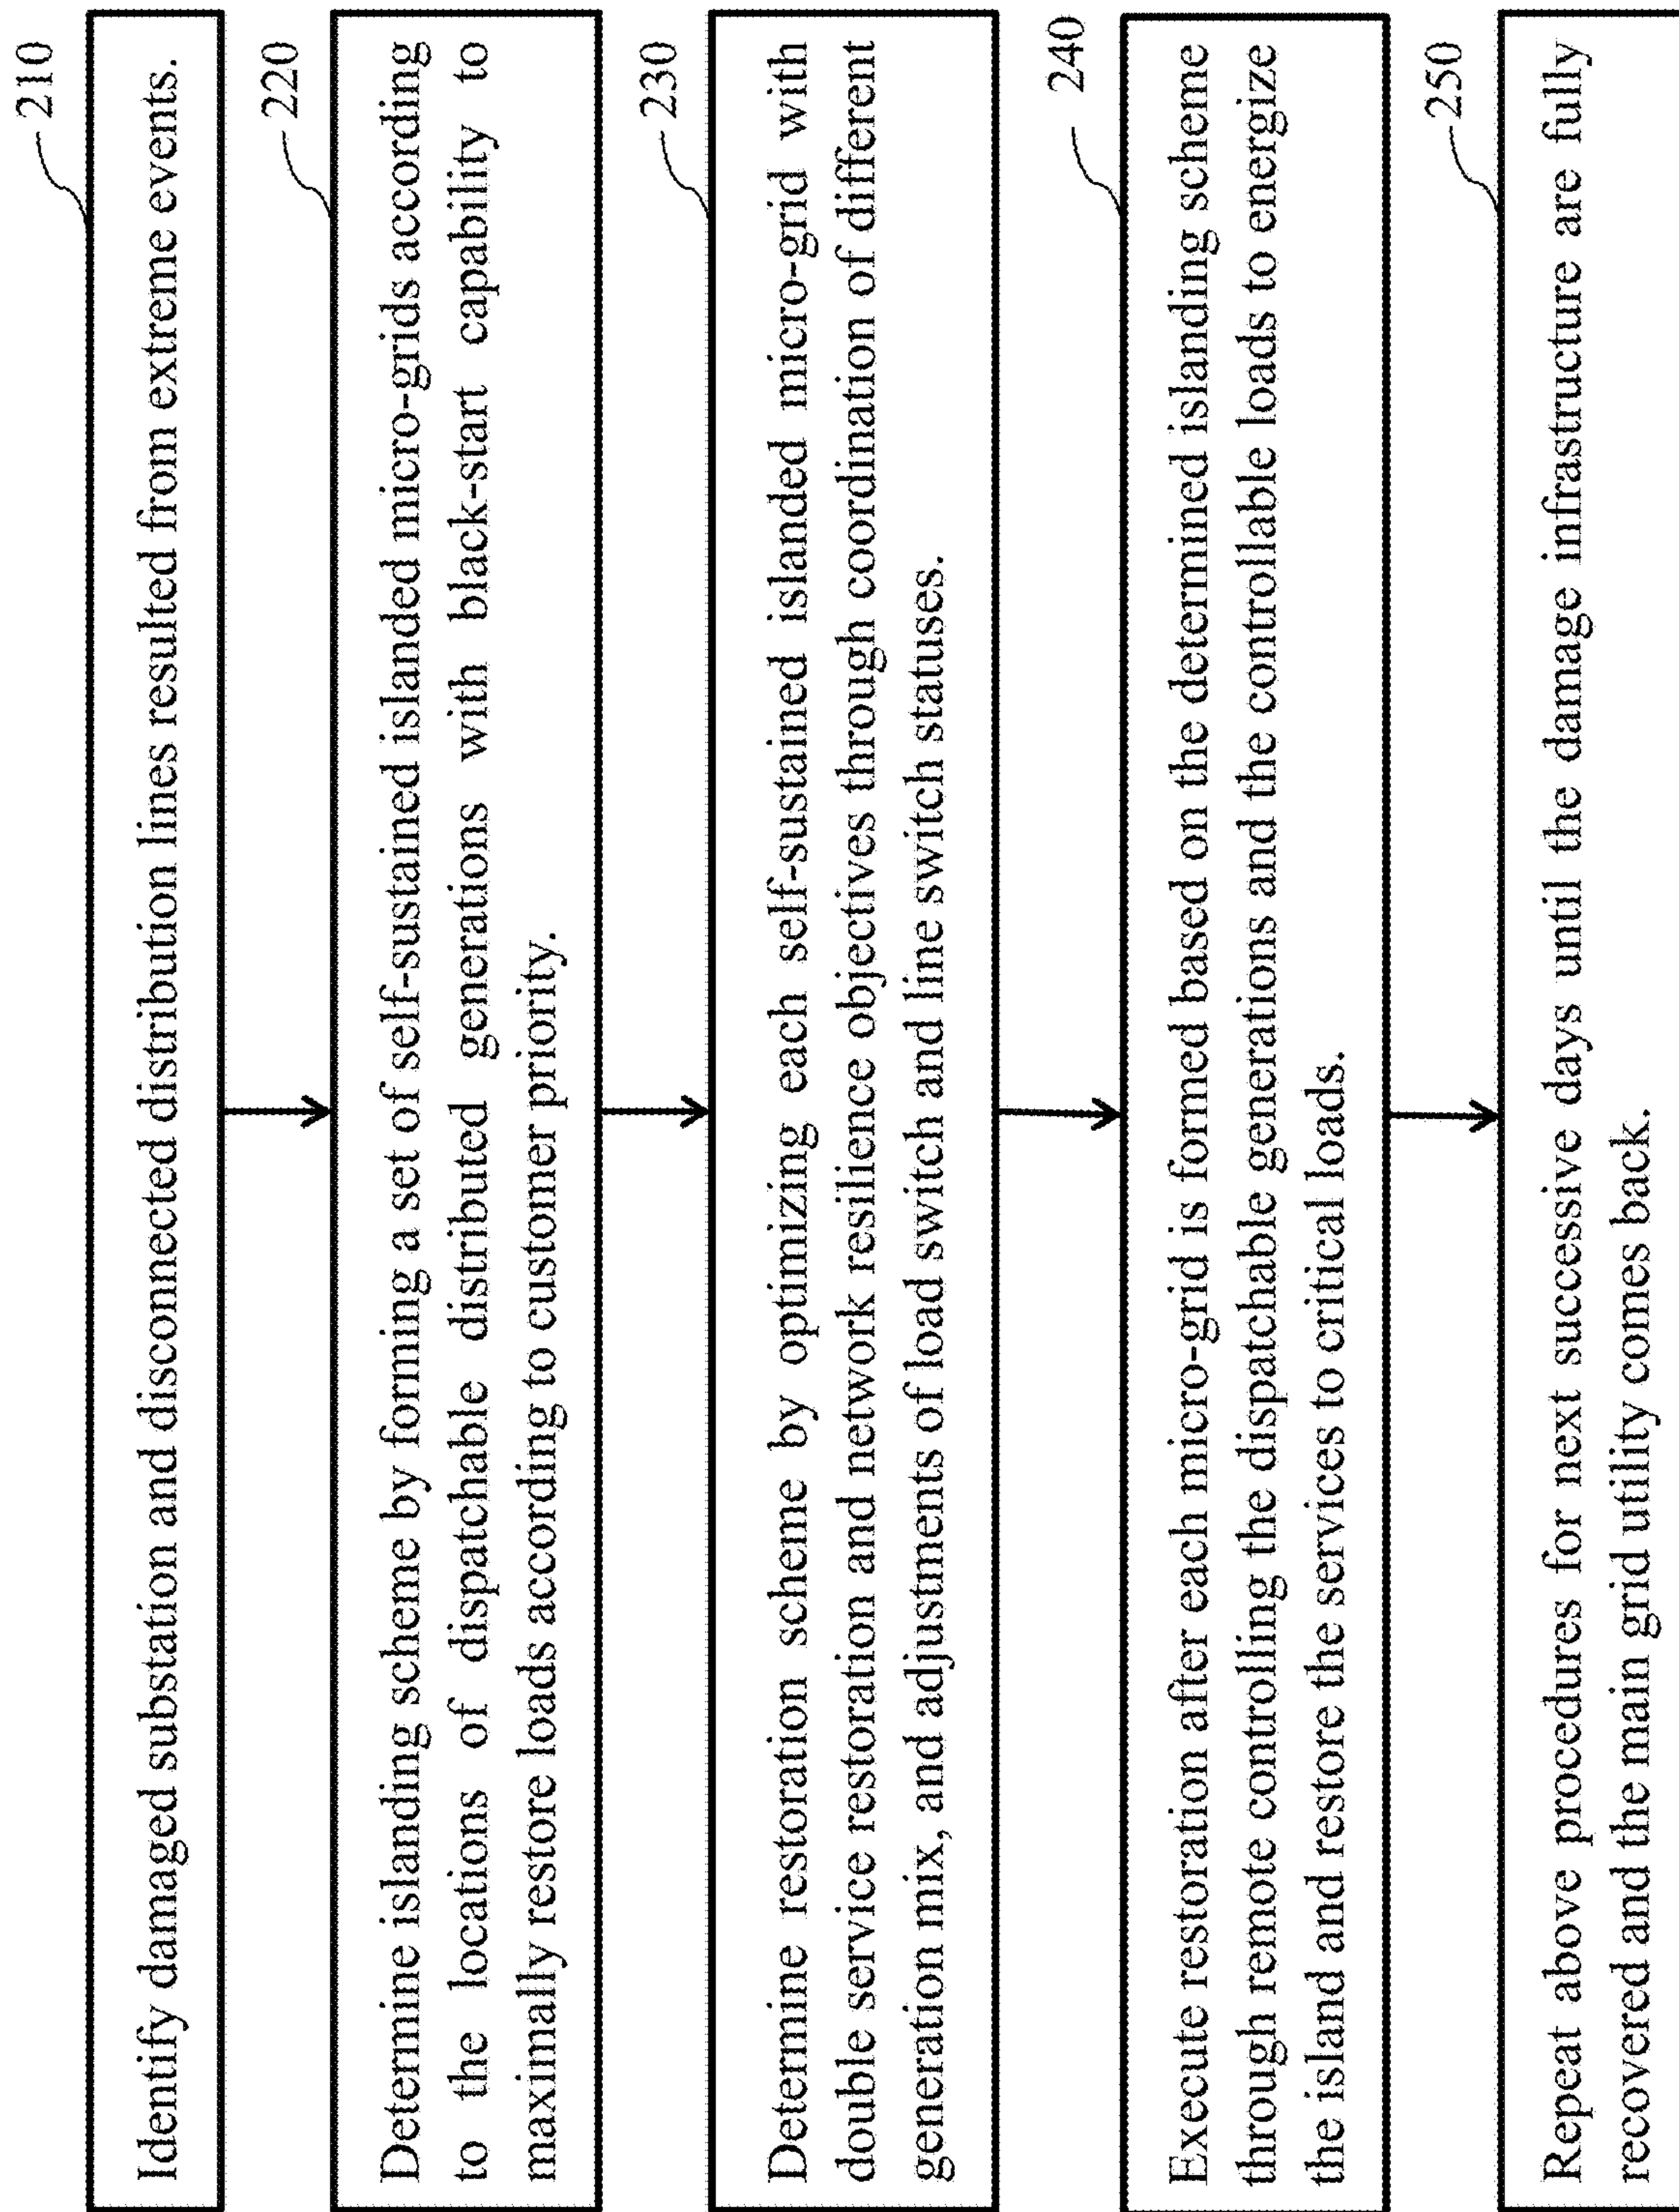 210
Identify damaged substation and disconnected distribution lines resulted from extreme events.
220
Determine islanding scheme by forming a set of self-sustained islanded micro-grids according
to the locations of dispatchable distributed generations with black-start capability to
maximally restore loads according to customer priority.
230
Determine restoration scheme by optimizing each self-sustained islanded micro-grid with
double service restoration and network resilience objectives through coordination of different
generation mix, and adjustments of load switch and line switch statuses.
240
Execute restoration after each micro-grid is formed based on the determined islanding scheme
through remote controlling the dispatchable generations and the controllable loads to energize
the island and restore the services to critical loads.
250
Repeat above procedures for next successive days until the damage infrastructure are fully
recovered and the main grid utility comes back.